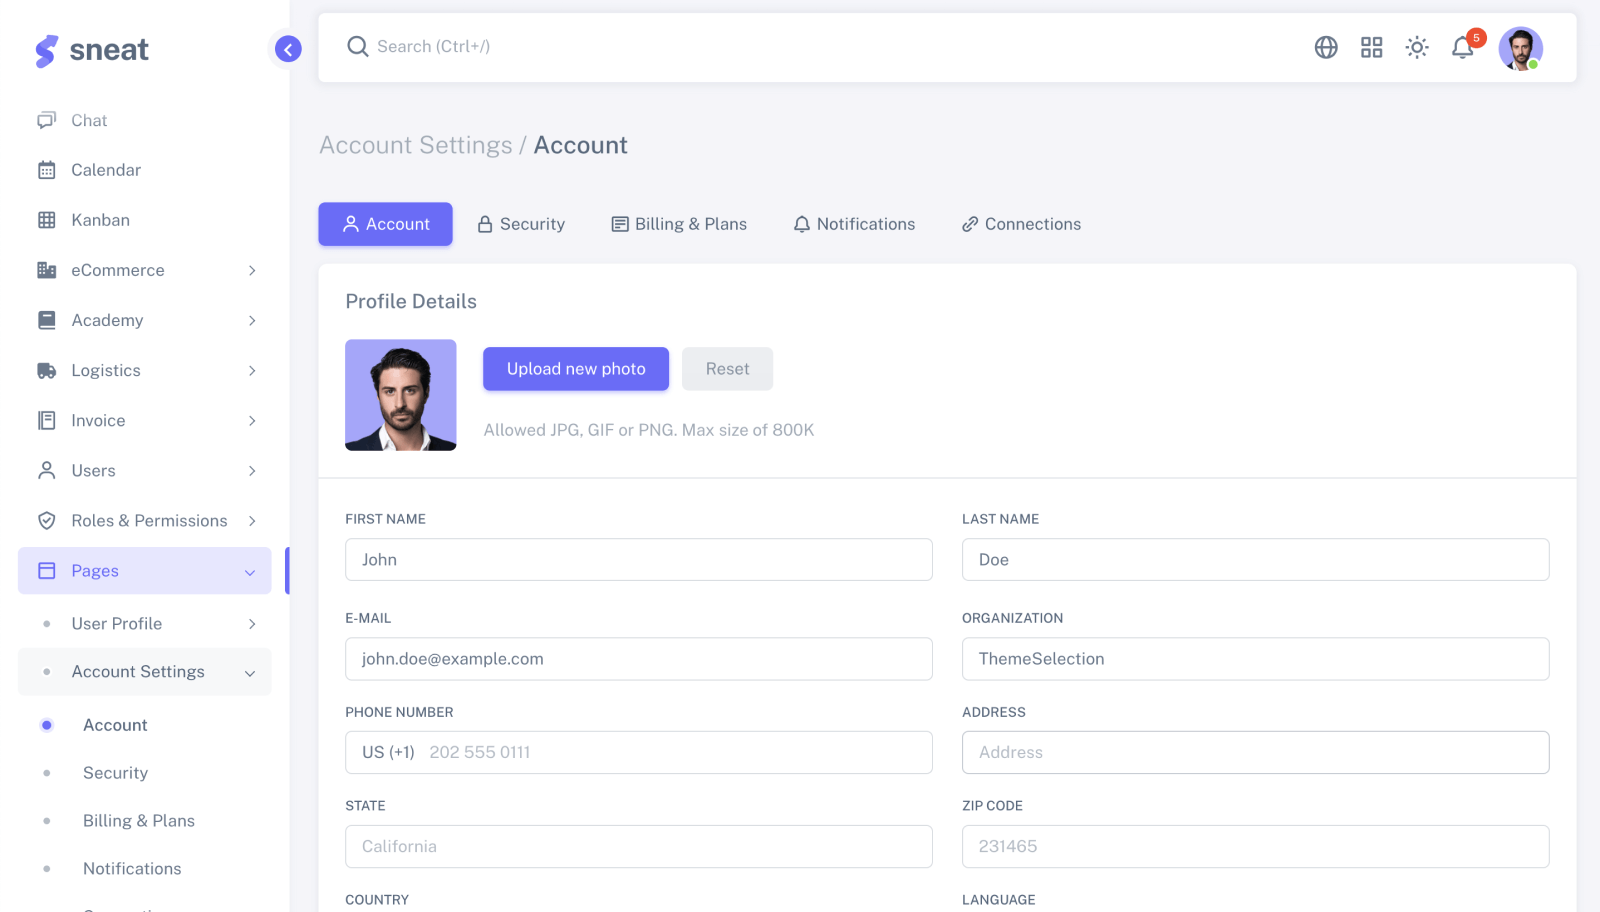 sneat
Search (Ctrl+/)
5
Chat
Calendar
Kanban
eCommerce
Academy
Logistics
Invoice
Users
Roles & Permissions
Pages
User Profile
Account Settings
Account
Security
Billing & Plans
Notifications
Account Settings / Account
Account
Security
Billing & Plans
Notifications
Connections
Profile Details
Upload new photo
Reset
Allowed JPG, GIF or PNG. Max size of 800K
FIRST NAME
John
LAST NAME
Doe
E-MAIL
john.doe@example.com
ORGANIZATION
ThemeSelection
PHONE NUMBER
US (+1) 202 555 0111
ADDRESS
Address
STATE
California
ZIP CODE
231465
COUNTRY
LANGUAGE